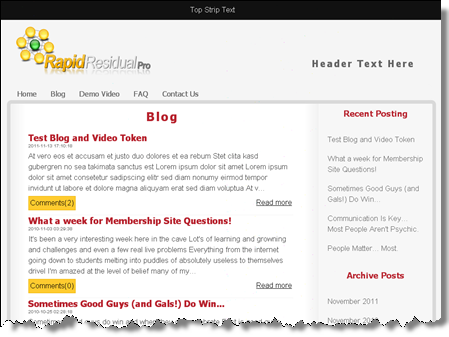 Top Strip Text
RapidResidualPro
Header Text Here
Home Blog Demo Video FAQ Contact Us
Blog
Test Blog and Video Token
2011-11-13 17:10:16
At vero eos et accusam et justo duo dolores et ea rebum Stet clita kasd
gubergren no sea takimata sanctus est Lorem ipsum dolor sit amet Lorem ipsum
dolor sit amet consetetur sadipscing elitr sed diam nonumy eirmod tempor
invidunt ut labore et dolore magna aliquyam erat sed diam voluptua At v...
Comments(2)
Read more
What a week for Membership Site Questions!
2010-11-03 03:29:36
It's been a very interesting week here in the cave Lot's of learning and growning
and challenges and even a few real live problems Everything from the internet
going down to students melting into puddles of absolutely useless to themselves
drivel I'm amazed at the level of belief many of my...
Comments(0)
Read more
Sometimes Good Guys (and Gals!) Do Win...
2010-10-25 02:28:16
Recent Posting
Test Blog and Video Token
What a week for Membership Site
Questions!
Sometimes Good Guys (and
Gals!) Do Win...
Communication Is Key...
Most People Aren't Psychic.
People Matter... Most.
Archive Posts
November 2011
November 2010